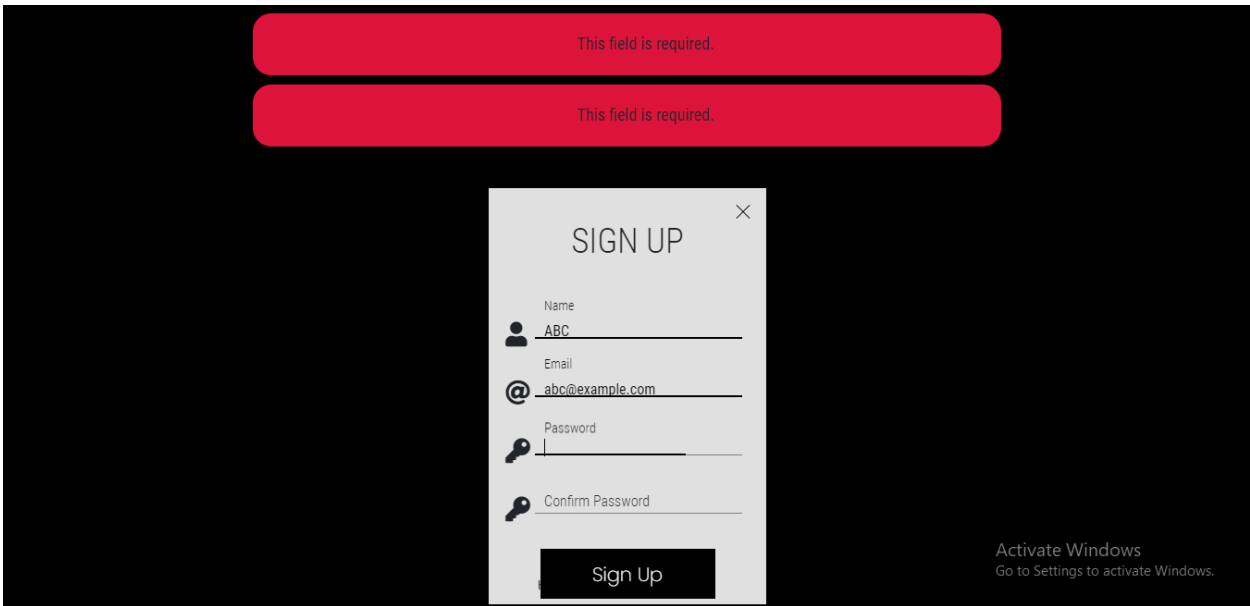 This field is required.
This field is required.
SIGN UP
Name
ABC
Email
abc@example.com
Password
Confirm Password
Sign Up
Activate Windows
Go to Settings to activate Windows.